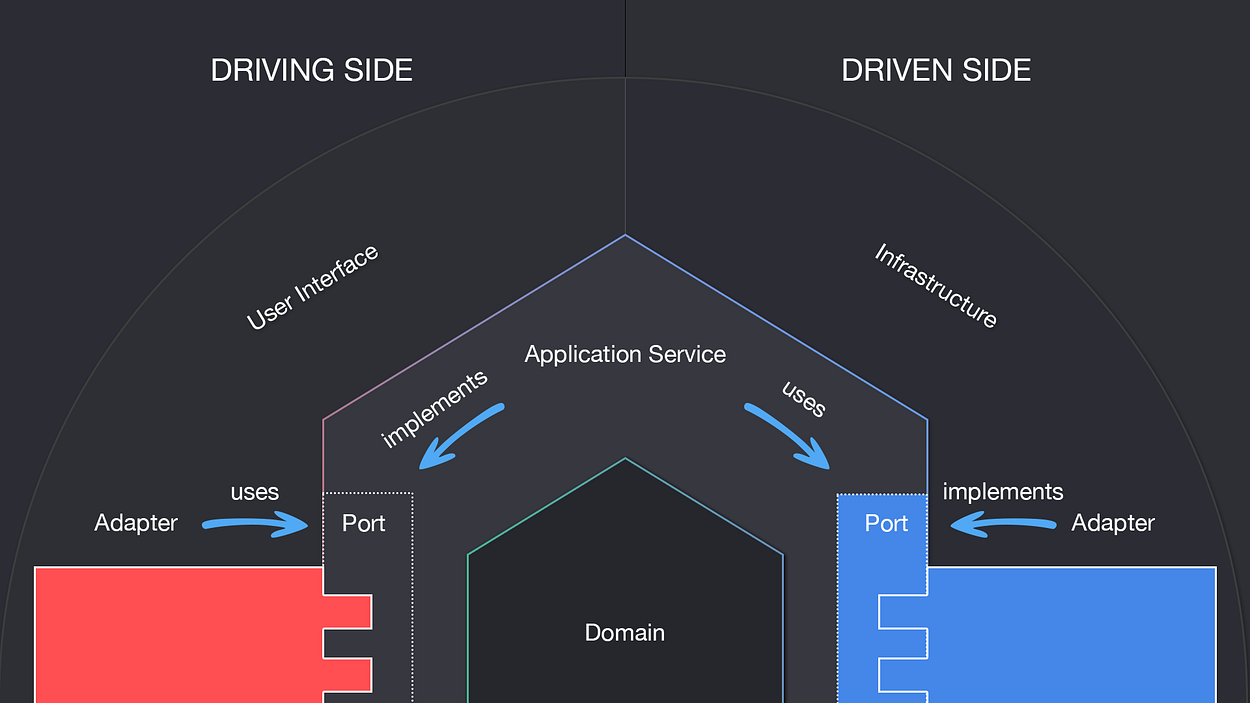 DRIVING SIDE
DRIVEN SIDE
User Interface
Infrastructure
Application Service
implements
uses
uses
implements
Adapter
Port
Port
Adapter
Domain